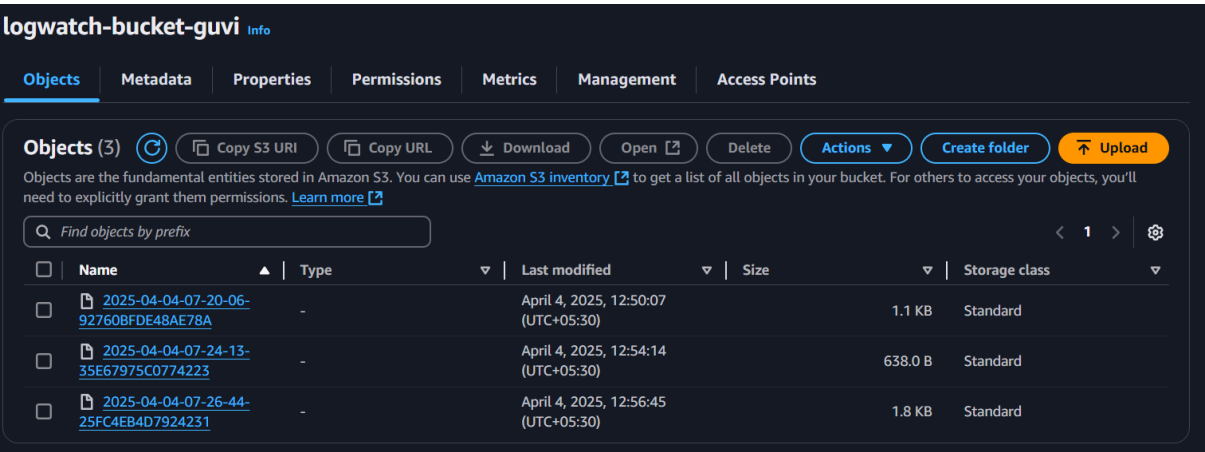 logwatch-bucket-guvi Info
Objects Metadata Properties Permissions Metrics Management Access Points
Objects (3) Copy S3 URI Copy URL Download Open Delete Actions Create folder Upload
Objects are the fundamental entities stored in Amazon S3. You can use Amazon S3 inventory to get a list of all objects in your bucket. For others to access your objects, you'll
need to explicitly grant them permissions. Learn more
Find objects by prefix 1
Name Type Last modified Size Storage class
2025-04-04-07-20-06- April 4, 2025, 12:50:07
92760BFDE48AE78A - (UTC+05:30) 1.1 KB Standard
2025-04-04-07-24-13- April 4, 2025, 12:54:14
35E67975C0774223 - (UTC+05:30) 638.0 B Standard
2025-04-04-07-26-44- April 4, 2025, 12:56:45
25FC4EB4D7924231 - (UTC+05:30) 1.8 KB Standard